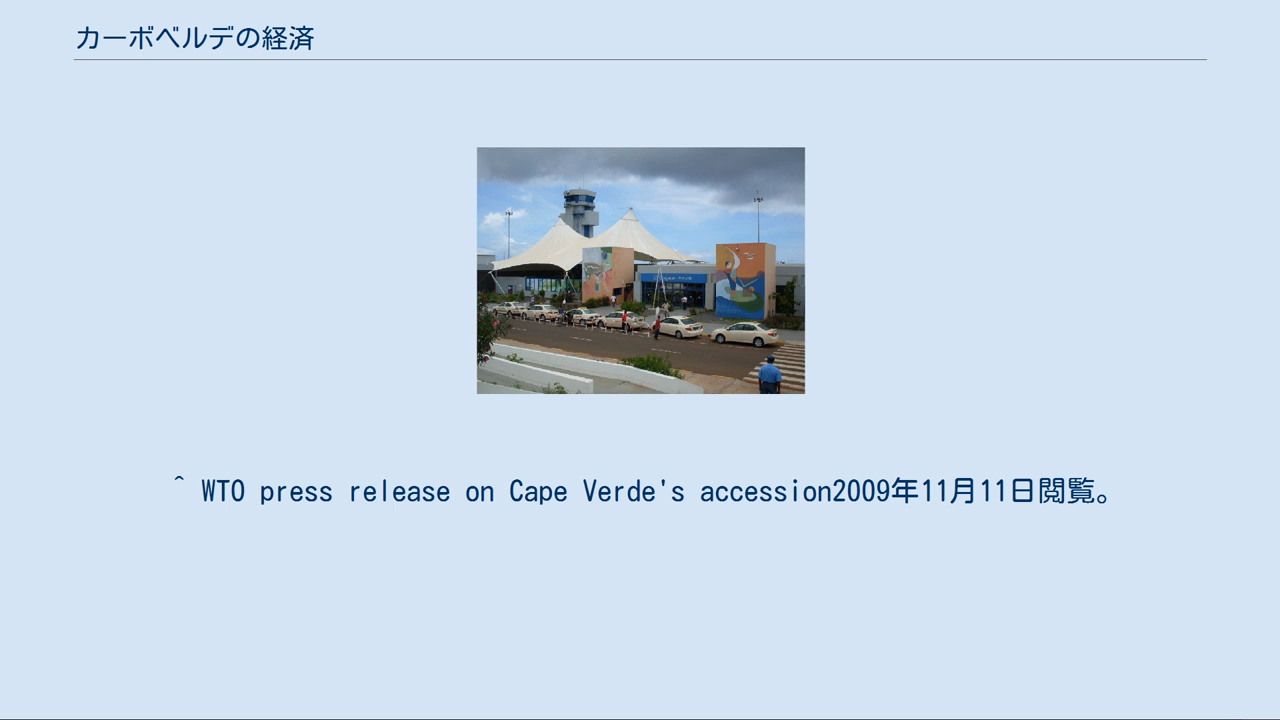 カーボベルデの経済
^ WTO press release on Cape Verde's accession2009年11月11日閲覧。